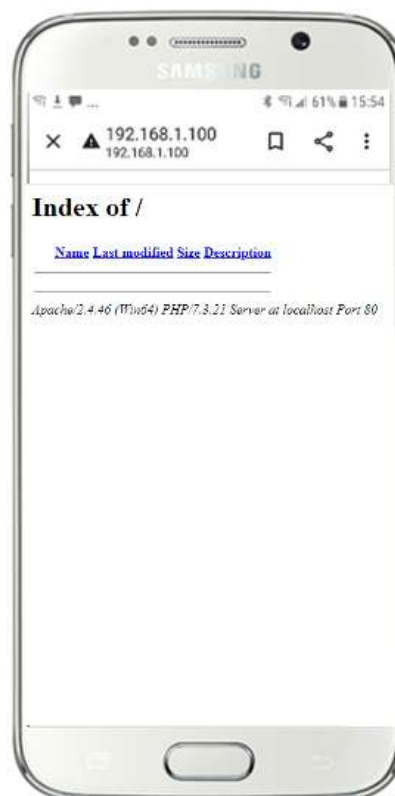 SAMSUNG
... 61% 15:54
192.168.1.100
192.168.1.100
Index of /
Name Last modified Size Description
Apache/2.4.46 (Win64) PHP/7.3.21 Server at localhost Port 80